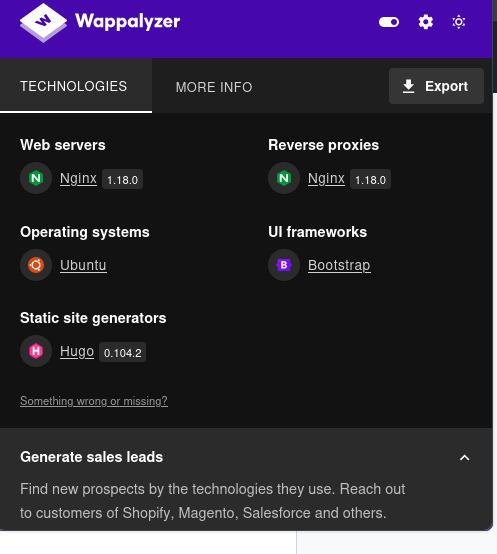 Wappalyzer
TECHNOLOGIES
MORE INFO
Export
Web servers
Nginx 1.18.0
Reverse proxies
Nginx 1.18.0
Operating systems
Ubuntu
UI frameworks
Bootstrap
Static site generators
Hugo 0.104.2
Something wrong or missing?
Generate sales leads
Find new prospects by the technologies they use. Reach out
to customers of Shopify, Magento, Salesforce and others.